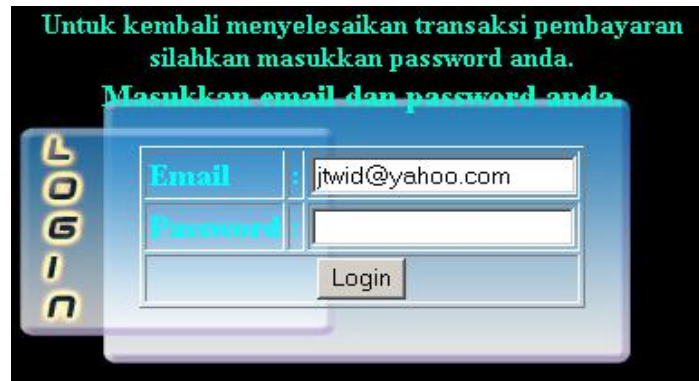 Untuk kembali menyelesaikan transaksi pembayaran
silahkan masukkan password anda.
Masukkan email dan password anda.
LOGIN
Email : jtwid@yahoo.com
Password :
Login